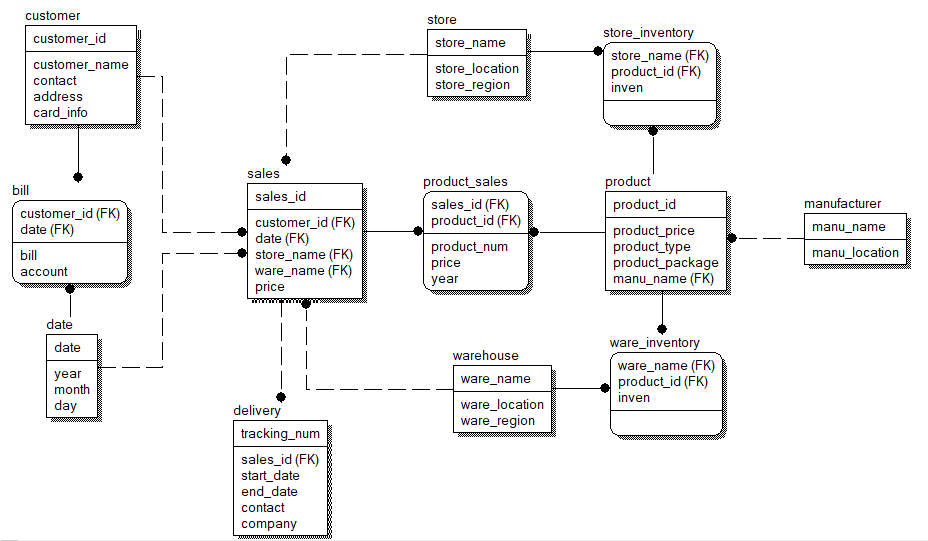 customer
customer_id
customer_name
contact
address
card_info
bill
customer_id (FK)
date (FK)
bill
account
date
date
year
month
day
sales
sales_id
customer_id (FK)
date (FK)
store_name (FK)
ware_name (FK)
price
delivery
tracking_num
sales_id (FK)
start_date
end_date
contact
company
store
store_name
store_location
store_region
product_sales
sales_id (FK)
product_id (FK)
product_num
price
year
warehouse
ware_name
ware_location
ware_region
store_inventory
store_name (FK)
product_id (FK)
inven
product
product_id
product_price
product_type
product_package
manu_name (FK)
ware_inventory
ware_name (FK)
product_id (FK)
inven
manufacturer
manu_name
manu_location